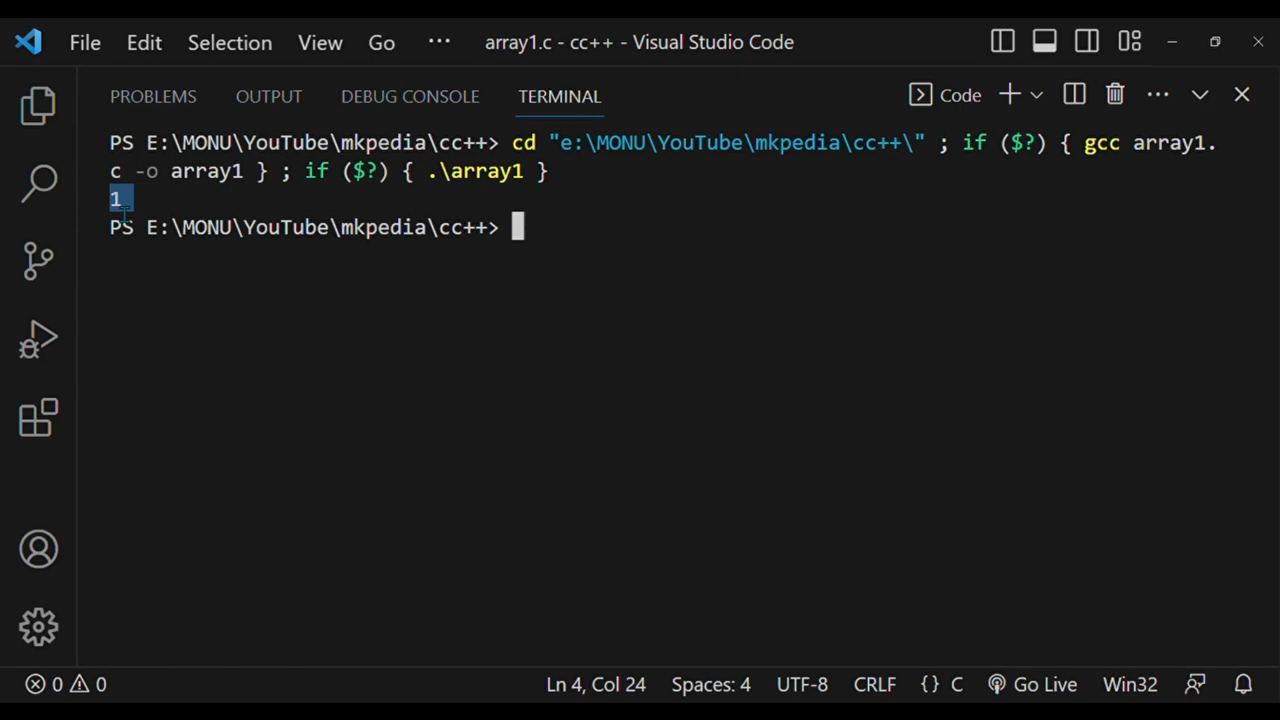 File Edit Selection View Go ··· array1.c - cc++ - Visual Studio Code
PROBLEMS OUTPUT DEBUG CONSOLE TERMINAL Code
PS E:\MONU\YouTube\mkpedia\cc++> cd "e:\MONU\YouTube\mkpedia\cc++\" ; if ($?) { gcc array1.
c -o array1 } ; if ($?) { .\array1 }
1
PS E:\MONU\YouTube\mkpedia\cc++>
0 0 Ln 4, Col 24 Spaces: 4 UTF-8 CRLF {} C Go Live Win32